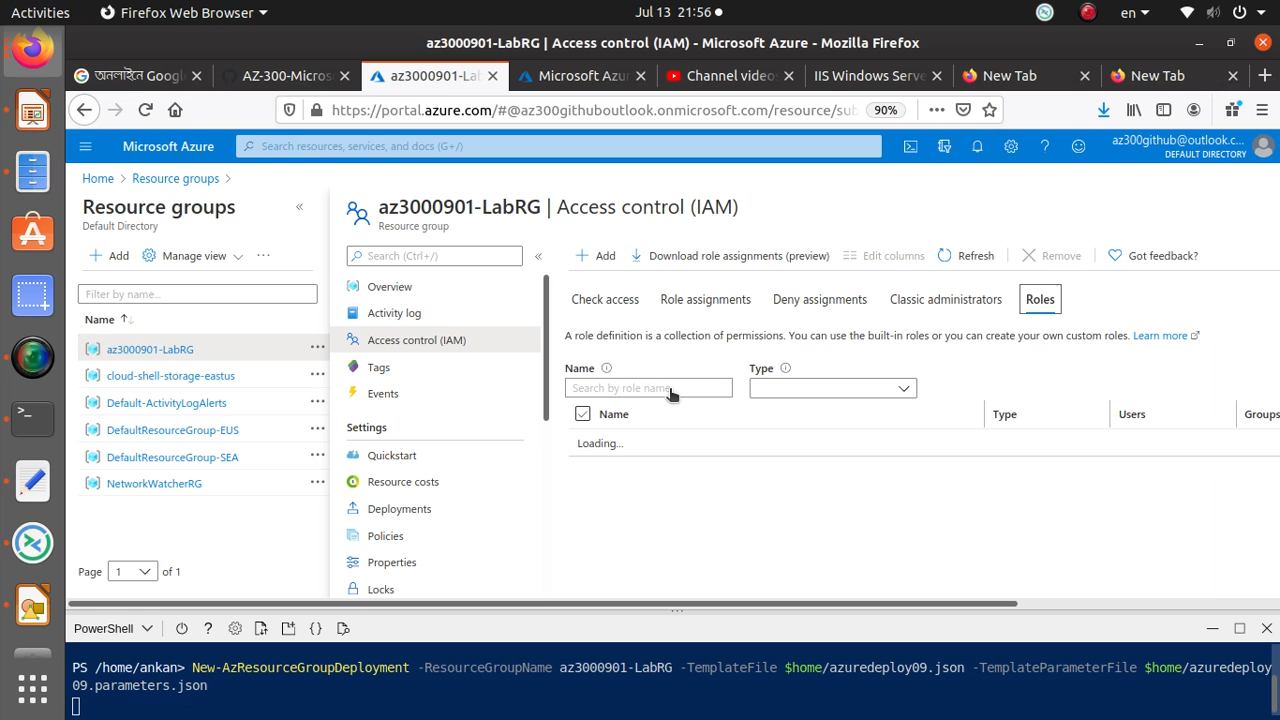 Activities Firefox Web Browser Jul 13 21:56 en
az3000901-LabRG | Access control (IAM) - Microsoft Azure - Mozilla Firefox
অনলাইন Googl AZ-300-Micros az3000901-Lab Microsoft Azur Channel videos IIS Windows Serve New Tab New Tab
https://portal.azure.com/#@az300githuboutlook.onmicrosoft.com/resource/sub 90%
Microsoft Azure Search resources, services, and docs (G+/) az300github@outlook.c...
DEFAULT DIRECTORY
Home > Resource groups >
Resource groups
Default Directory
Add Manage view ...
Filter by name...
Name
az3000901-LabRG ...
cloud-shell-storage-eastus ...
Default-ActivityLogAlerts ...
DefaultResourceGroup-EUS ...
DefaultResourceGroup-SEA ...
NetworkWatcherRG ...
Page 1 of 1
az3000901-LabRG | Access control (IAM)
Resource group
Search (Ctrl+/)
Overview
Activity log
Access control (IAM)
Tags
Events
Settings
Quickstart
Resource costs
Deployments
Policies
Properties
Locks
Add Download role assignments (preview) Edit columns Refresh Remove Got feedback?
Check access Role assignments Deny assignments Classic administrators Roles
A role definition is a collection of permissions. You can use the built-in roles or you can create your own custom roles. Learn more
Name Type
Search by role name
Name Type Users Groups
Loading...
PowerShell
PS /home/ankan> New-AzResourceGroupDeployment -ResourceGroupName az3000901-LabRG -TemplateFile $home/azuredeploy09.json -TemplateParameterFile $home/azuredeploy
09.parameters.json